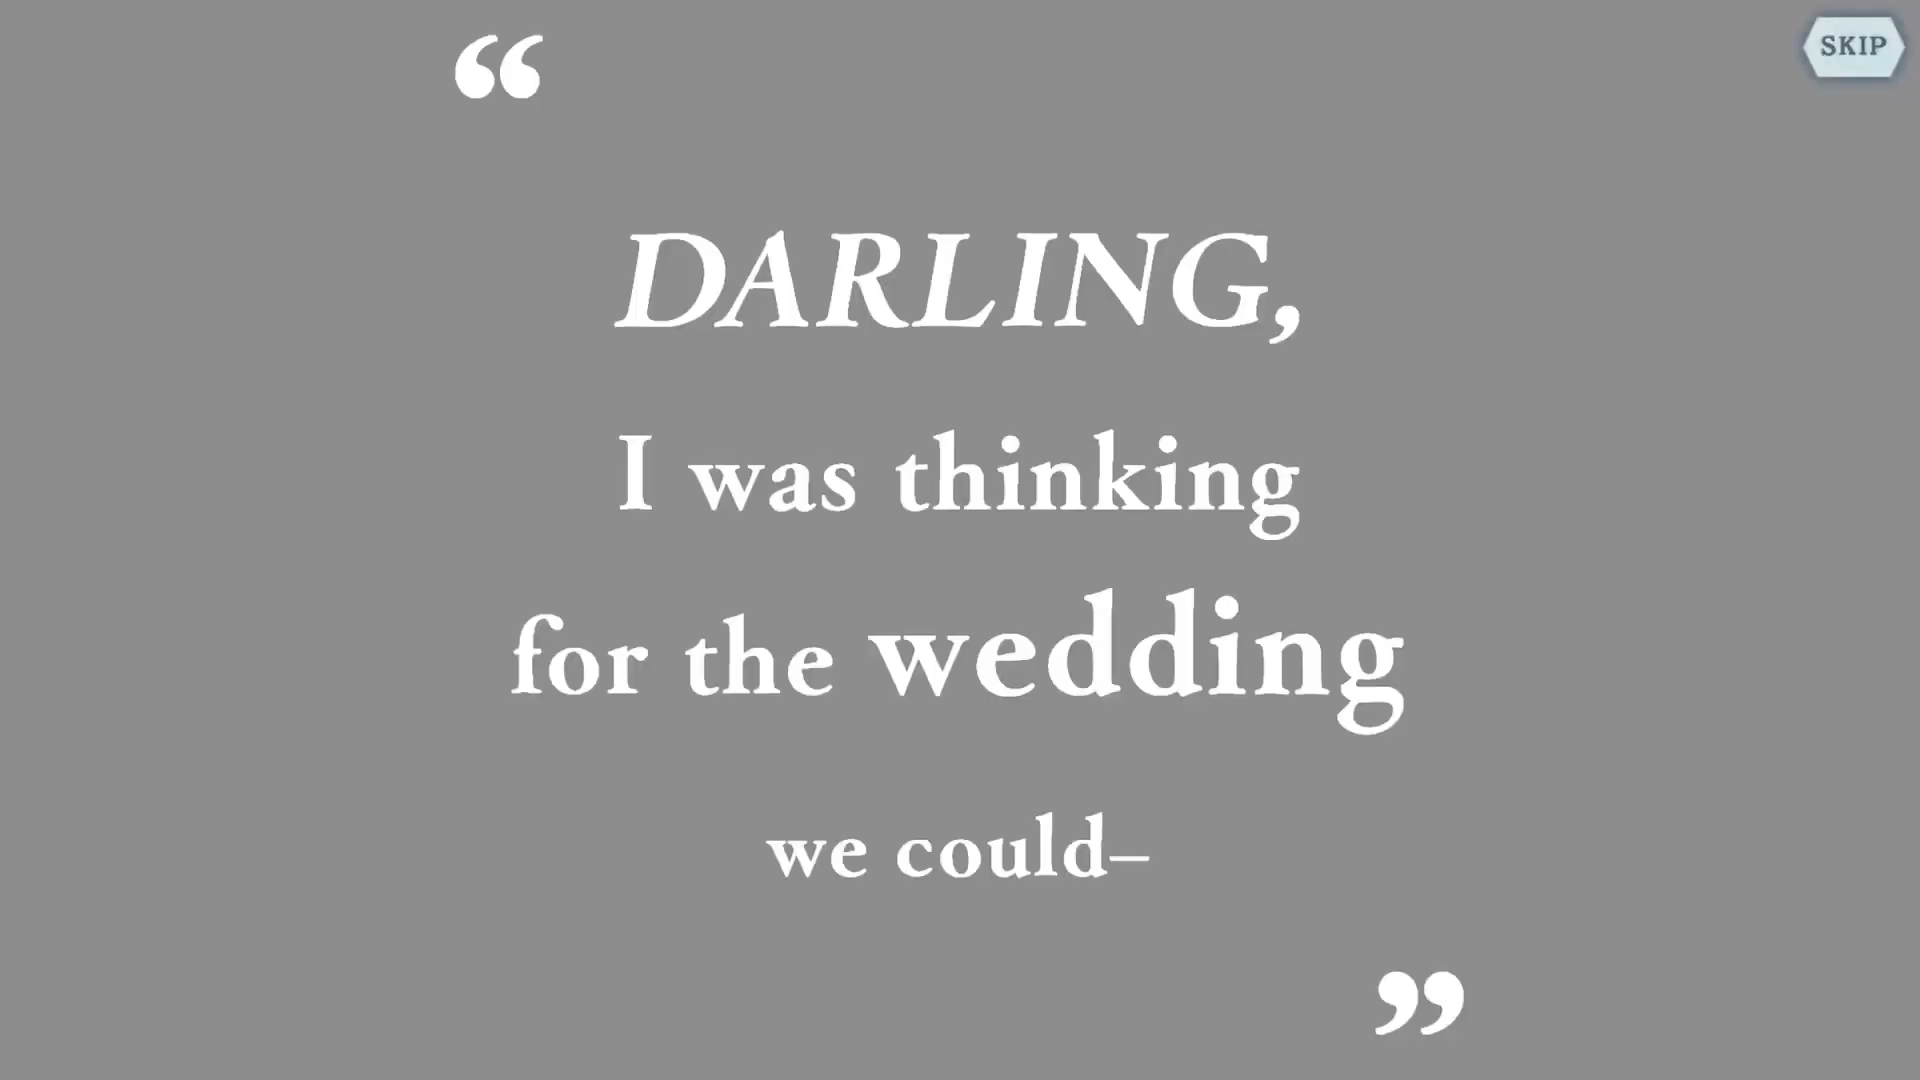 SKIP
“
DARLING,
I was thinking
for the wedding
we could–
”